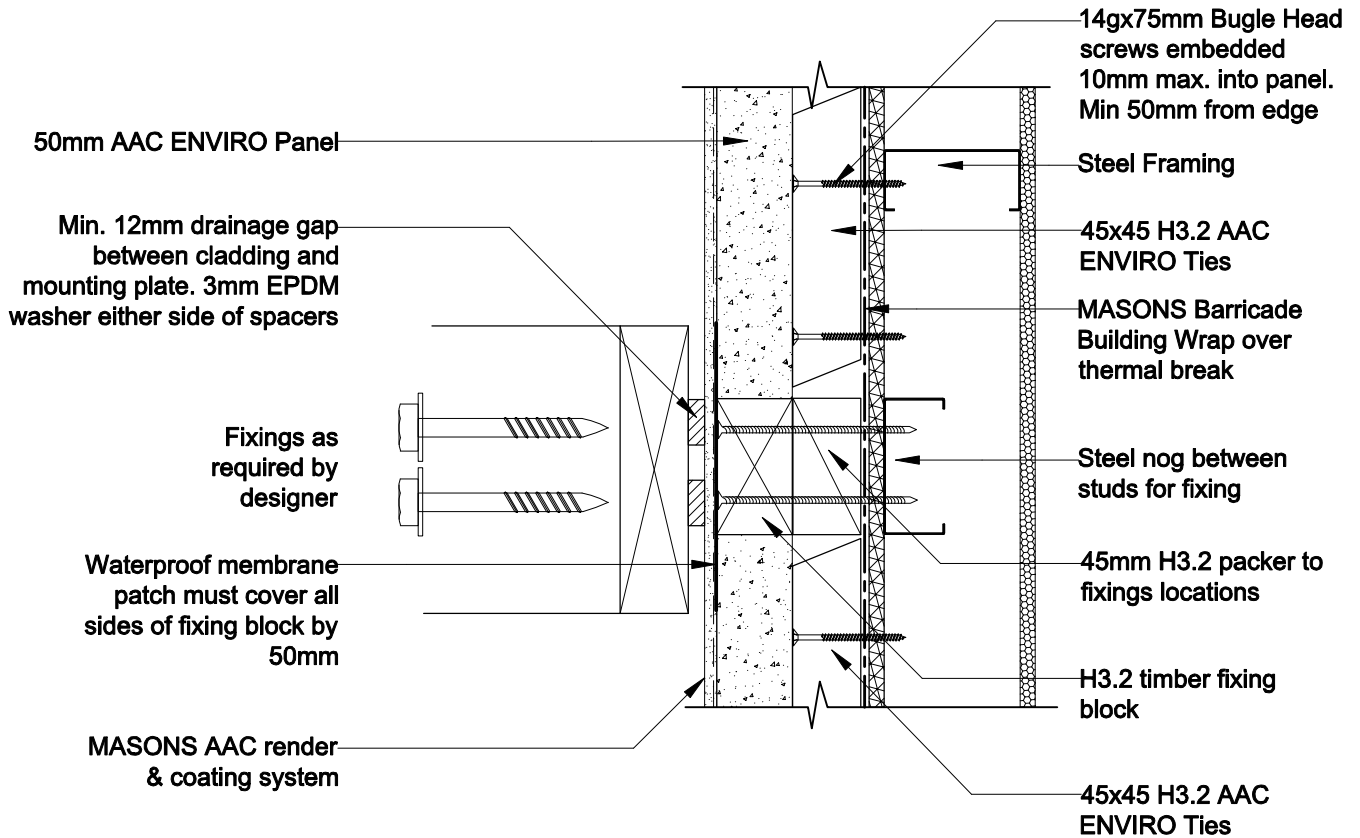 50mm AAC ENVIRO Panel
Min. 12mm drainage gap
between cladding and
mounting plate. 3mm EPDM
washer either side of spacers
Fixings as
required by
designer
Waterproof membrane
patch must cover all
sides of fixing block by
50mm
MASONS AAC render
& coating system
14gx75mm Bugle Head
screws embedded
10mm max. into panel.
Min 50mm from edge
Steel Framing
45x45 H3.2 AAC
ENVIRO Ties
MASONS Barricade
Building Wrap over
thermal break
Steel nog between
studs for fixing
45mm H3.2 packer to
fixings locations
H3.2 timber fixing
block
45x45 H3.2 AAC
ENVIRO Ties